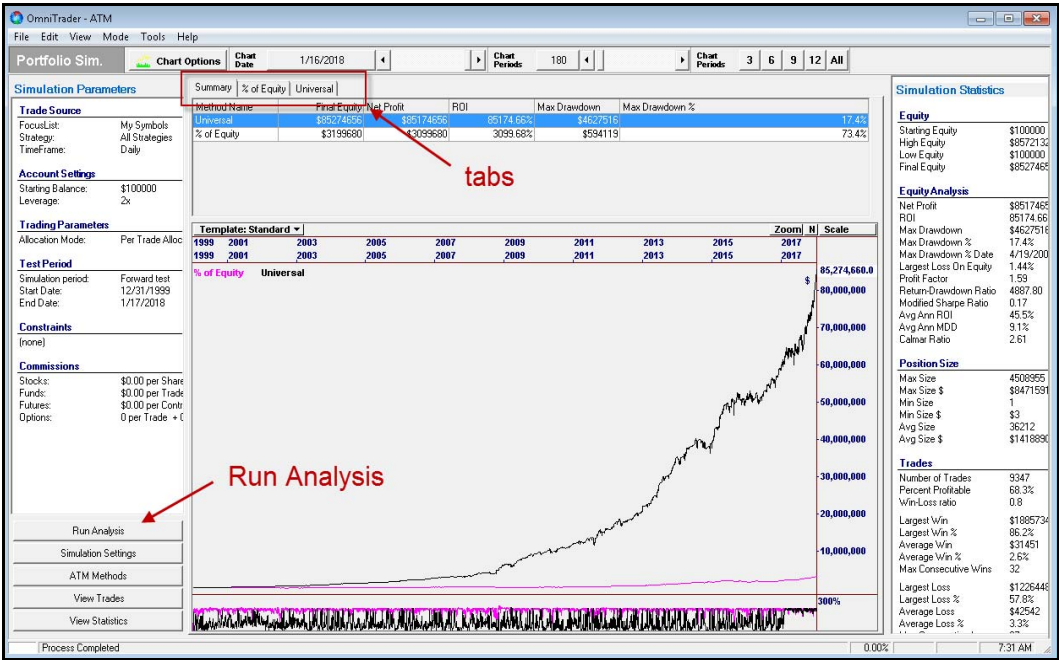 OmniTrader - ATM
File Edit View Mode Tools Help
Portfolio Sim. Chart Options Chart Date 1/16/2018 Chart Periods 180 Chart Periods 3 6 9 12 All
Simulation Parameters
Trade Source
FocusList: My Symbols
Strategy: All Strategies
TimeFrame: Daily
Account Settings
Starting Balance: $100000
Leverage: 2x
Trading Parameters
Allocation Mode: Per Trade Alloc
Test Period
Simulation period: Forward test
Start Date: 12/31/1999
End Date: 1/17/2018
Constraints
(none)
Commissions
Stocks: $0.00 per Share
Funds: $0.00 per Trade
Futures: $0.00 per Contr
Options: 0 per Trade +
Run Analysis
Simulation Settings
ATM Methods
View Trades
View Statistics
Summary % of Equity Universal
Method Name Final Equity Net Profit ROI Max Drawdown Max Drawdown %
Universal $85274656 $85174656 85174.66% $4627516 17.4%
% of Equity $3199680 $3099680 3099.68% $594119 73.4%
tabs
Template: Standard Zoom N Scale
1999 2001 2003 2005 2007 2009 2011 2013 2015 2017
1999 2001 2003 2005 2007 2009 2011 2013 2015 2017
% of Equity Universal
$
85,274,660.0
80,000,000
70,000,000
60,000,000
50,000,000
40,000,000
30,000,000
20,000,000
10,000,000
300%
Run Analysis
Simulation Statistics
Equity
Starting Equity $100000
High Equity $8572132
Low Equity $100000
Final Equity $8527465
Equity Analysis
Net Profit $8517465
ROI 85174.66
Max Drawdown $4627516
Max Drawdown % 17.4%
Max Drawdown % Date 4/19/200
Largest Loss On Equity 1.44%
Profit Factor 1.59
Return-Drawdown Ratio 4887.80
Modified Sharpe Ratio 0.17
Avg Ann ROI 45.5%
Avg Ann MDD 9.1%
Calmar Ratio 2.61
Position Size
Max Size 4508955
Max Size $ $8471591
Min Size 1
Min Size $ $3
Avg Size 36212
Avg Size $ $1418890
Trades
Number of Trades 9347
Percent Profitable 68.3%
Win-Loss ratio 0.8
Largest Win $1885734
Largest Win % 86.2%
Average Win $31451
Average Win % 2.6%
Max Consecutive Wins 32
Largest Loss $1226448
Largest Loss % 57.8%
Average Loss $42542
Average Loss % 3.3%
Process Completed 0.00% 7:31 AM